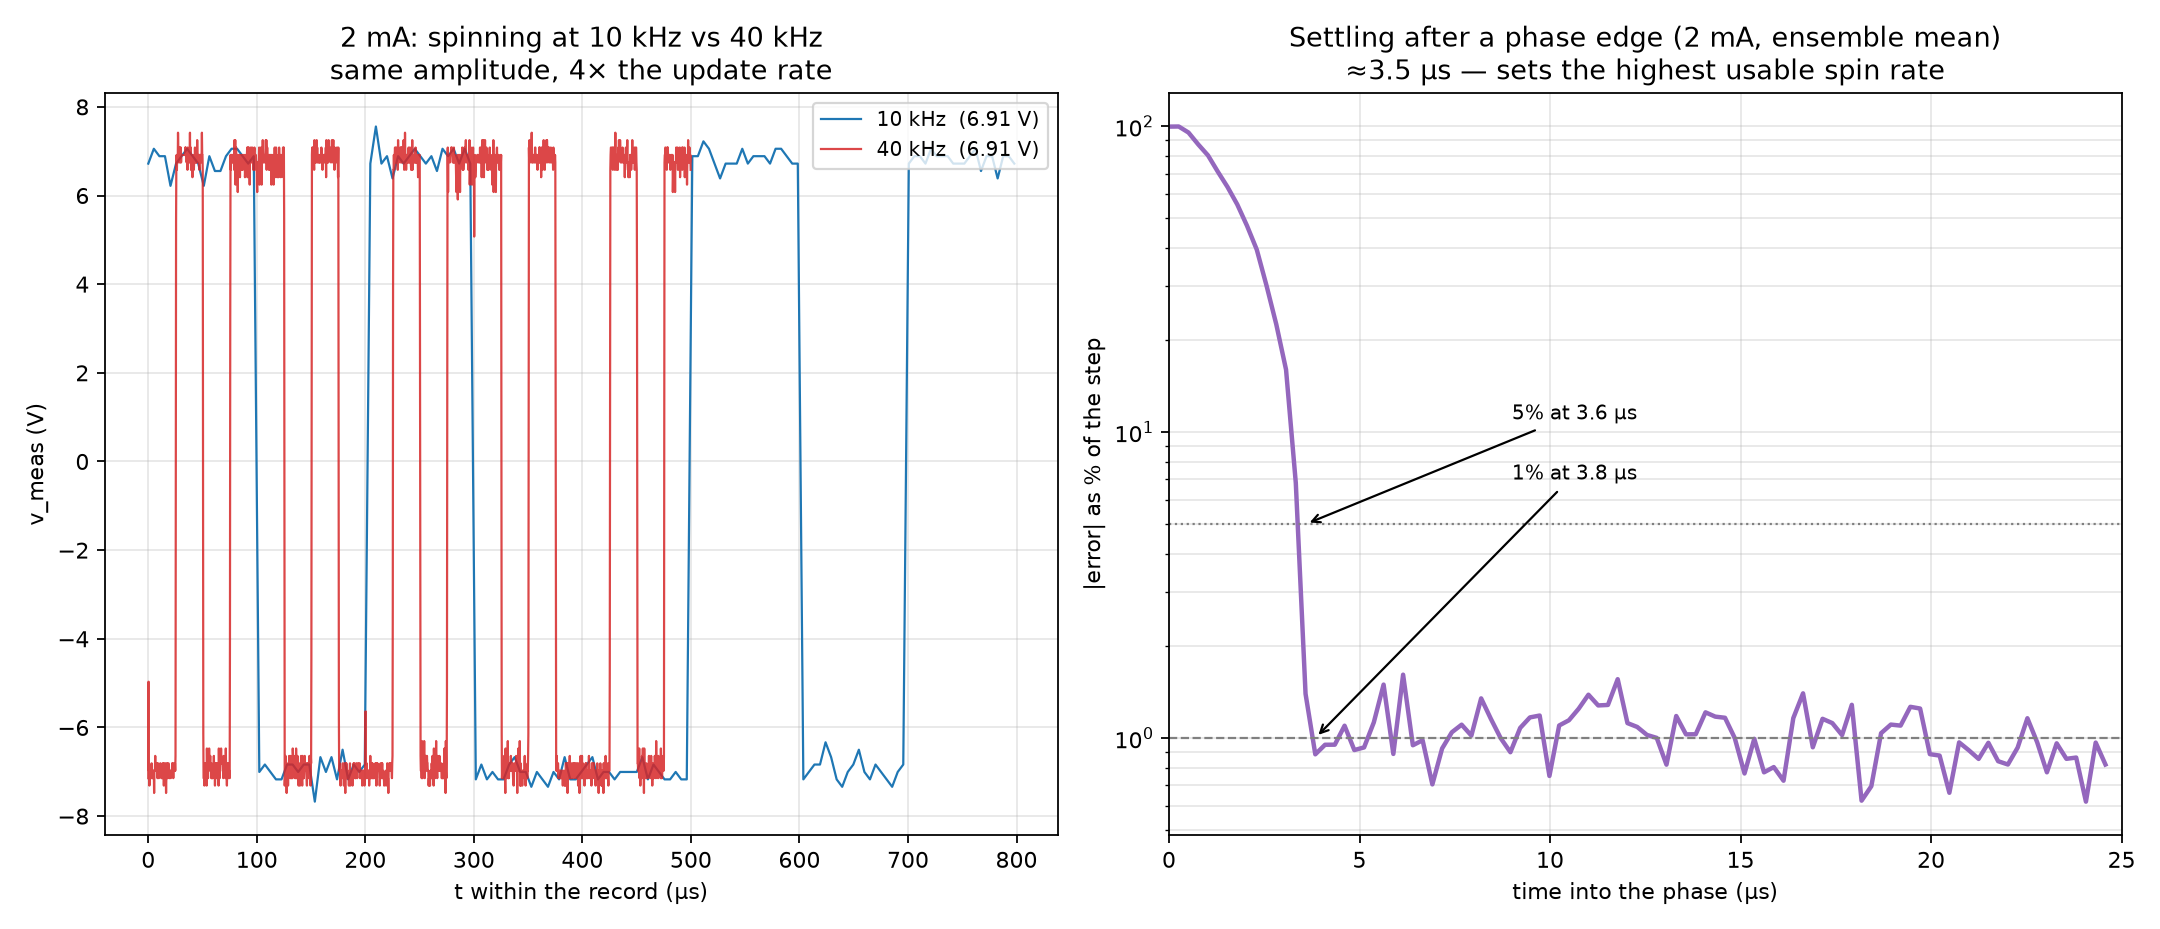 2 mA: spinning at 10 kHz vs 40 kHz
same amplitude, 4× the update rate
10 kHz  (6.91 V)
40 kHz  (6.91 V)
v_meas (V)
8
6
4
2
0
−2
−4
−6
−8
0
100
200
300
400
500
600
700
800
t within the record (µs)
Settling after a phase edge (2 mA, ensemble mean)
≈3.5 µs — sets the highest usable spin rate
|error| as % of the step
10²
10¹
10⁰
5% at 3.6 µs
1% at 3.8 µs
0
5
10
15
20
25
time into the phase (µs)